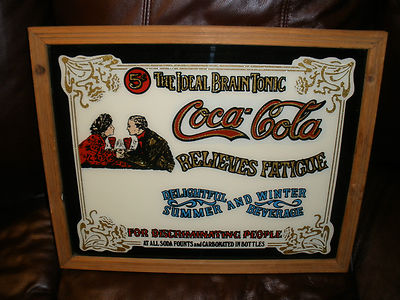 5¢ THE IDEAL BRAIN TONIC
Coca-Cola
RELIEVES FATIGUE
DELIGHTFUL
SUMMER AND WINTER
BEVERAGE
FOR DISCRIMINATING PEOPLE
AT ALL SODA FOUNTS and CARBONATED IN BOTTLES